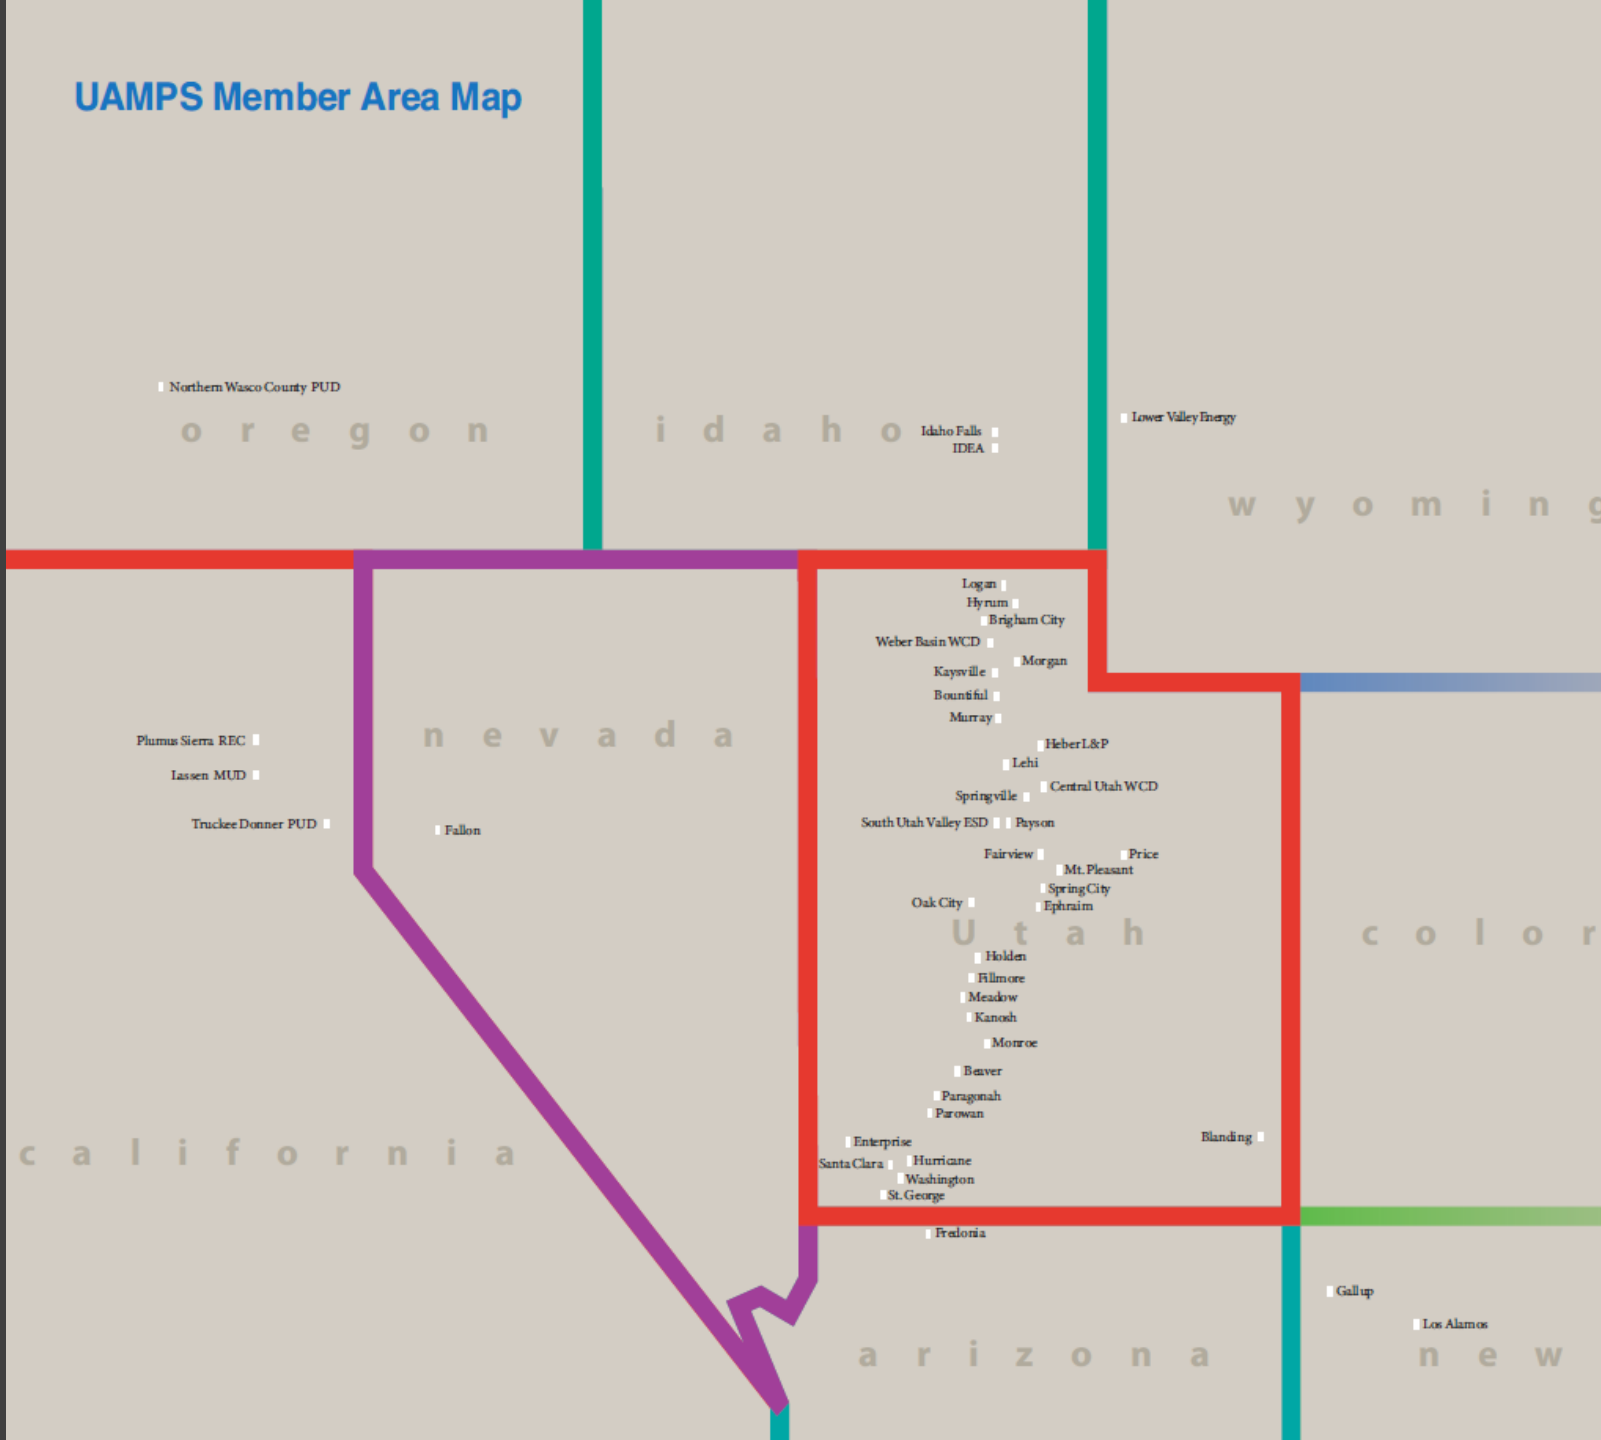 UAMPS Member Area Map
Northern Wasco County PUD
o r e g o n
i d a h o
Idaho Falls
IDEA
Lower Valley Energy
w y o m i n g
Logan
Hyrum
Brigham City
Weber Basin WCD
Morgan
Kaysville
Bountiful
Murray
n e v a d a
Plumus Sierra REC
Heber L&P
Lehi
Lassen MUD
Central Utah WCD
Springville
Truckee Donner PUD
Fallon
South Utah Valley ESD
Payson
Fairview
Price
Mt. Pleasant
Spring City
Oak City
Ephraim
U t a h
c o l o r
Holden
Fillmore
Meadow
Kanosh
Monroe
Beaver
Paragonah
Parowan
c a l i f o r n i a
Enterprise
Blanding
Santa Clara
Hurricane
Washington
St. George
Fredonia
Gallup
Los Alamos
a r i z o n a
n e w